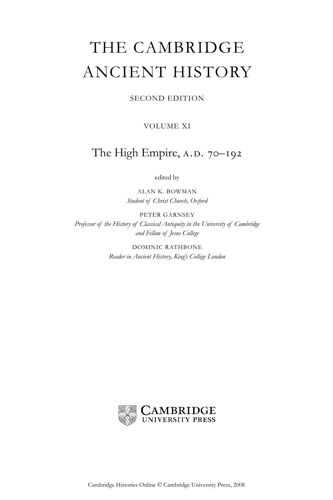 THE CAMBRIDGE
ANCIENT HISTORY
SECOND EDITION
VOLUME XI
The High Empire, A.D. 70–192
edited by
ALAN K. BOWMAN
Student of Christ Church, Oxford
PETER GARNSEY
Professor of the History of Classical Antiquity in the University of Cambridge
and Fellow of Jesus College
DOMINIC RATHBONE
Reader in Ancient History, King's College London
CAMBRIDGE
UNIVERSITY PRESS
Cambridge Histories Online © Cambridge University Press, 2008